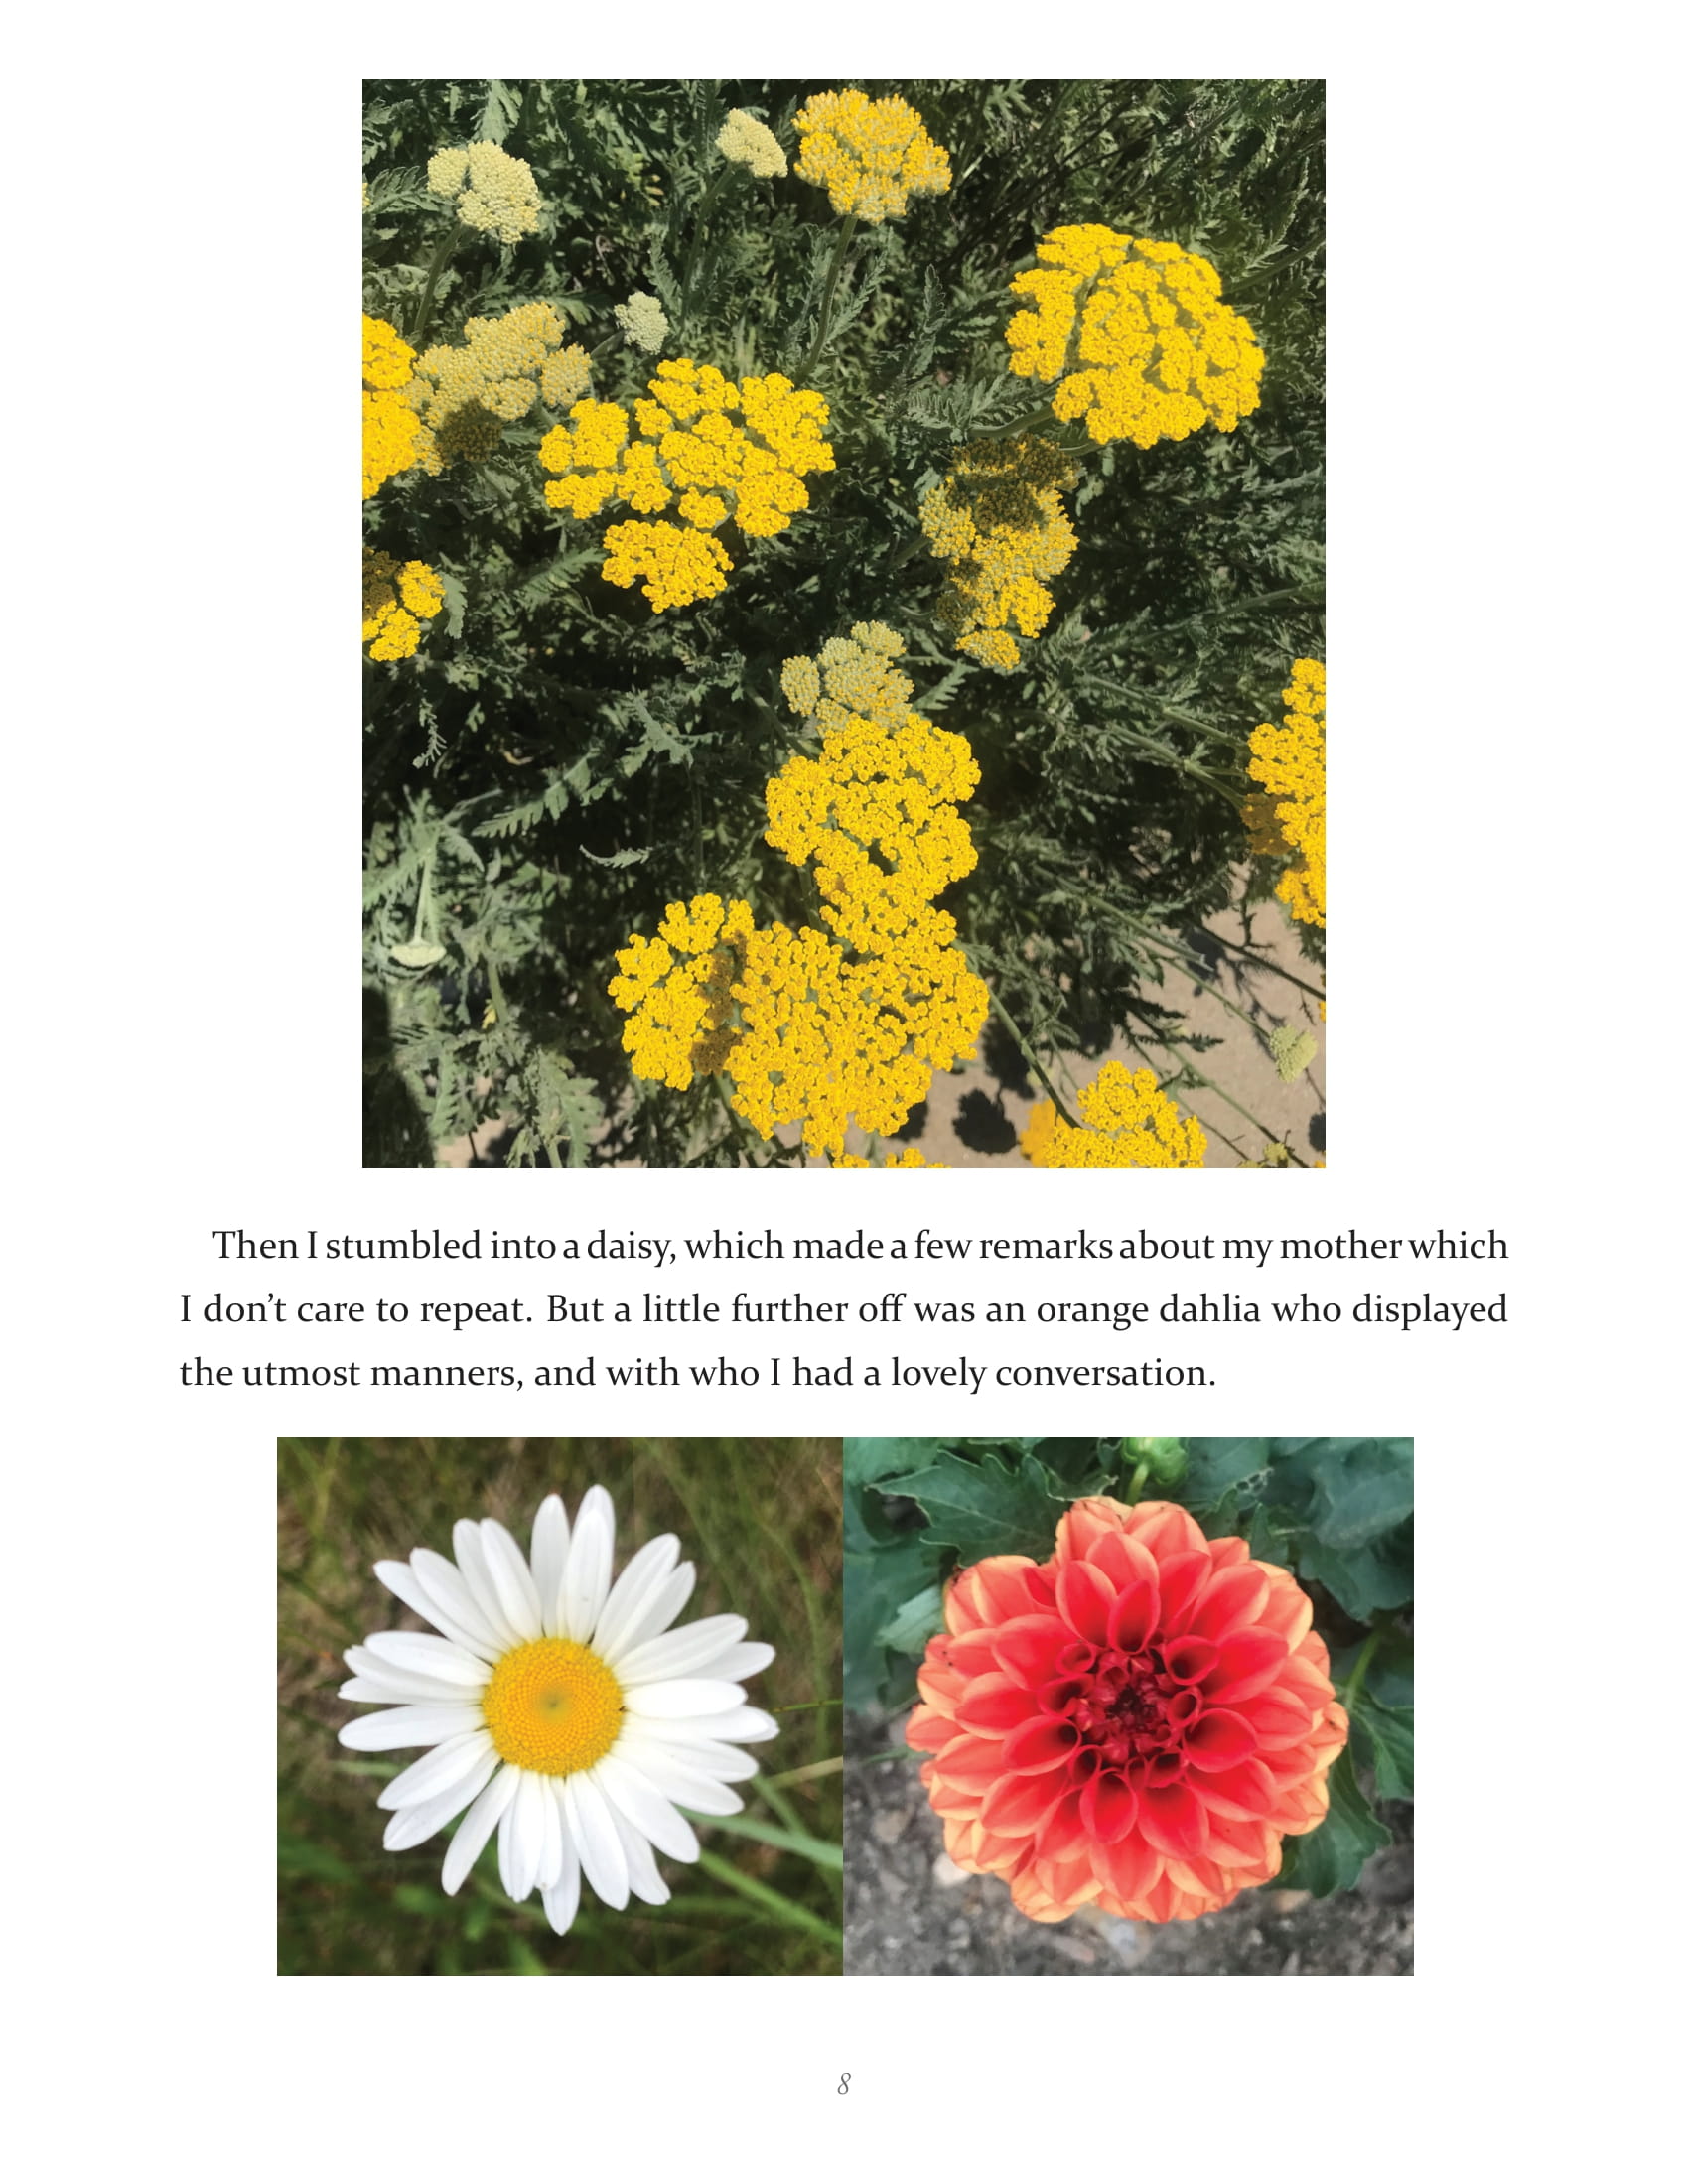 Then I stumbled into a daisy, which made a few remarks about my mother which
I don’t care to repeat. But a little further off was an orange dahlia who displayed
the utmost manners, and with who I had a lovely conversation.
8